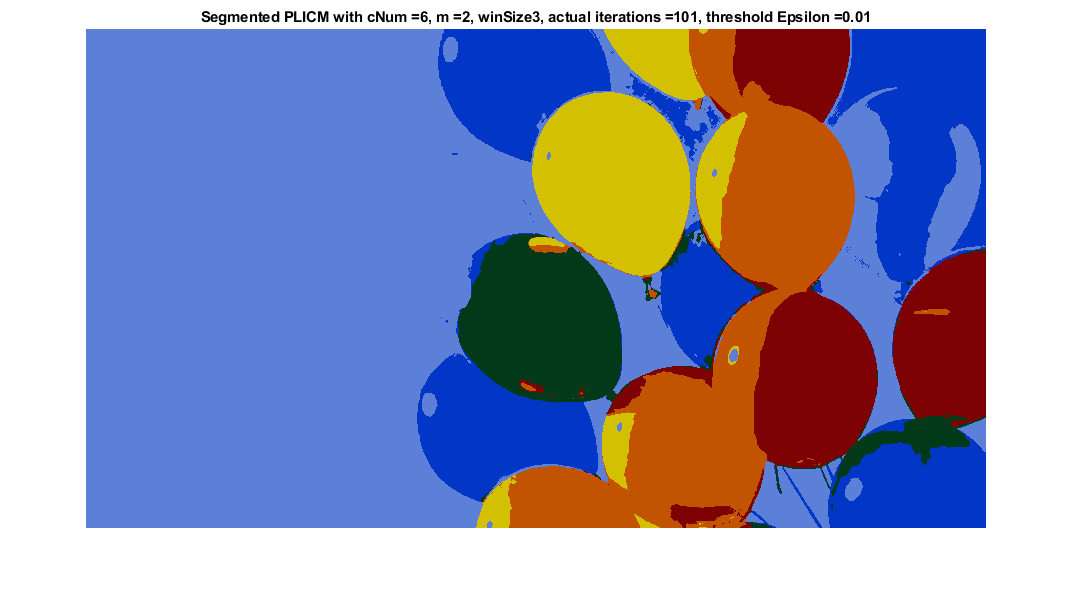 Segmented PLICM with cNum =6, m =2, winSize3, actual iterations =101, threshold Epsilon =0.01